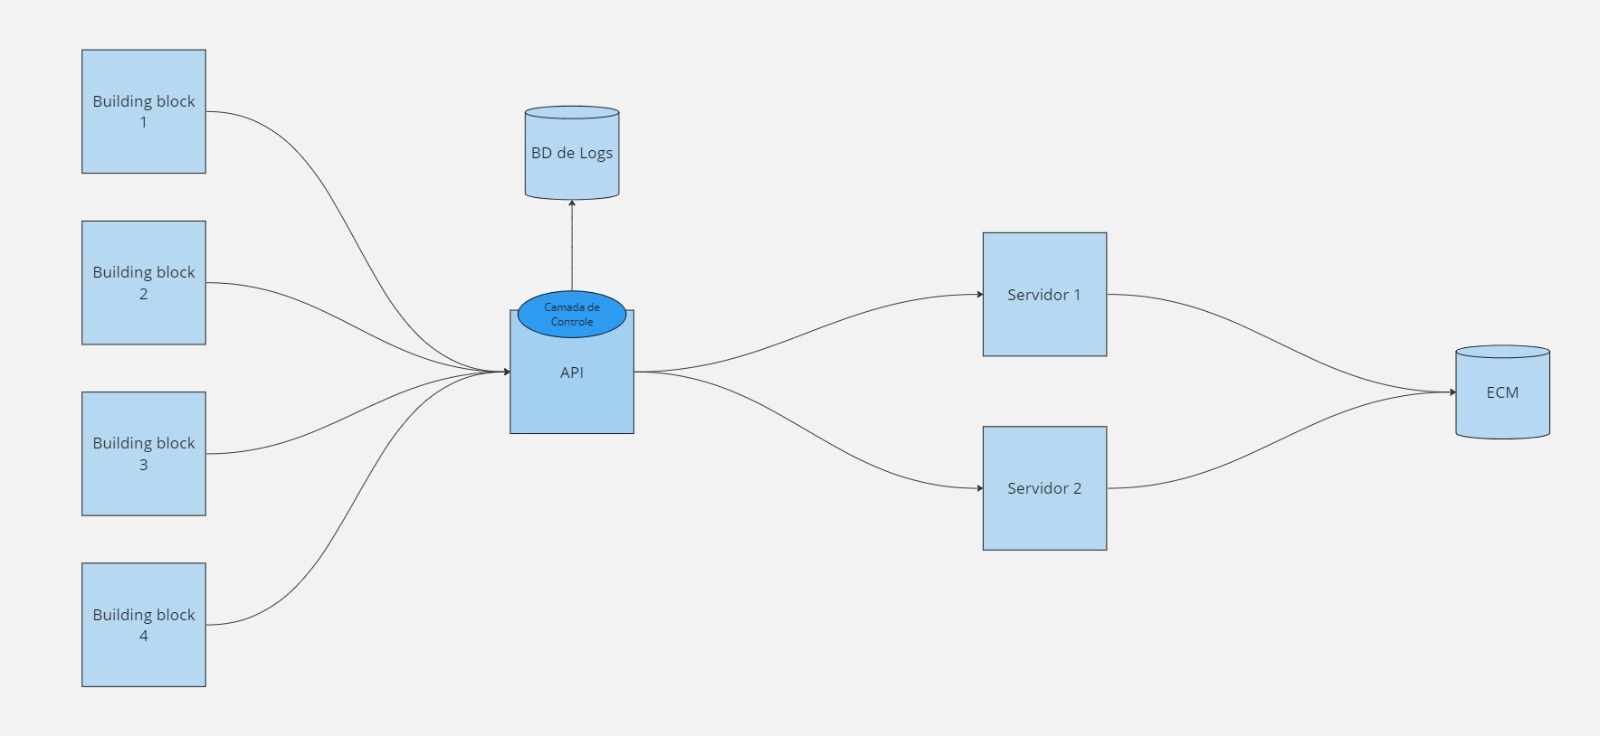 Building block
1
Building block
2
Building block
3
Building block
4
BD de Logs
Camada de
Controle
API
Servidor 1
Servidor 2
ECM